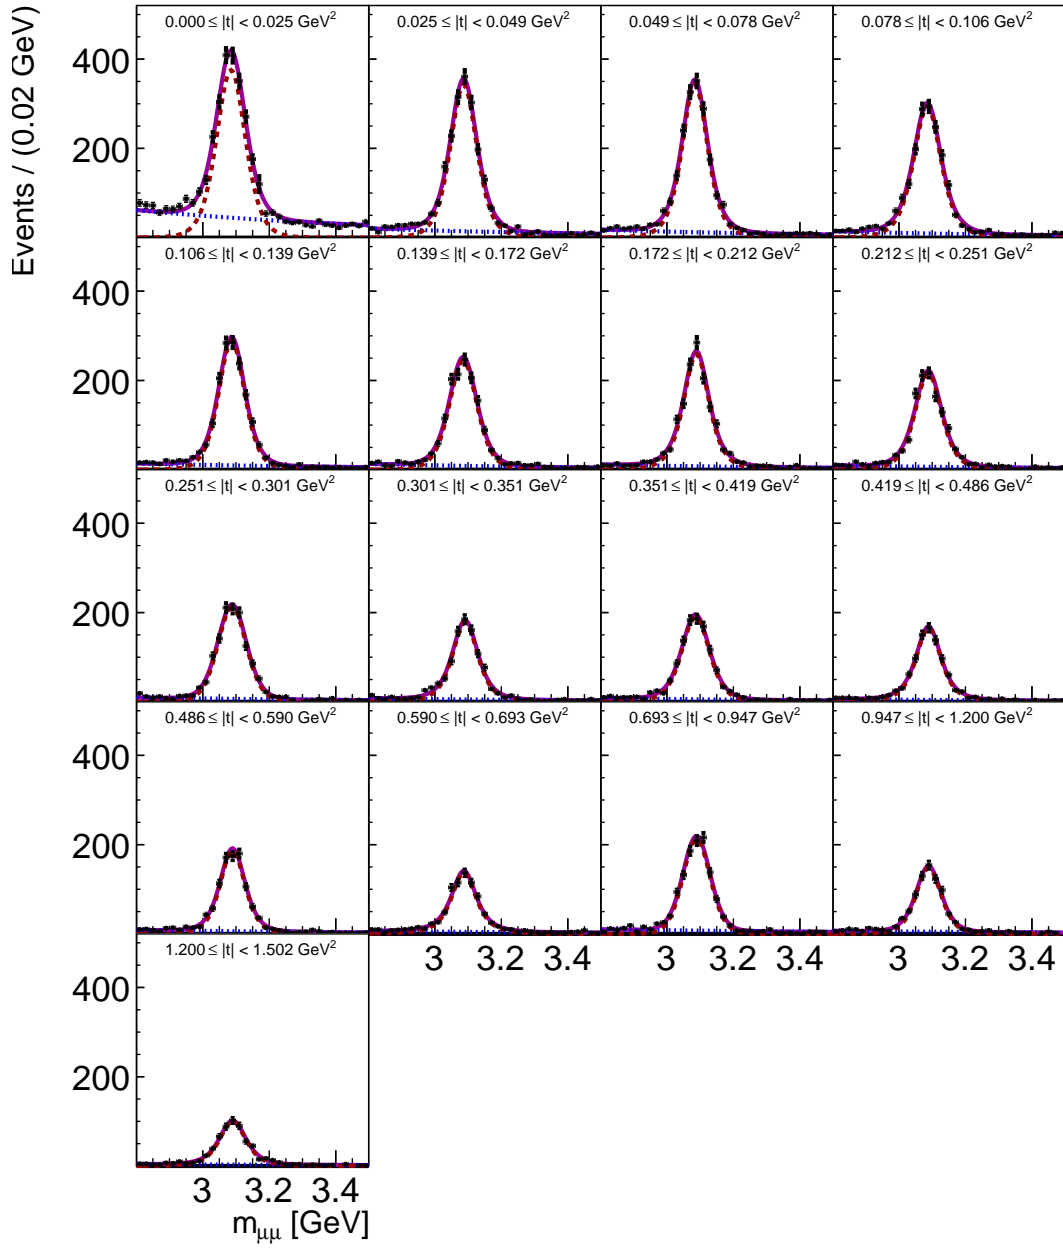 Events / (0.02 GeV)
0.000 ≤ |t| < 0.025 GeV²
0.025 ≤ |t| < 0.049 GeV²
0.049 ≤ |t| < 0.078 GeV²
0.078 ≤ |t| < 0.106 GeV²
400
200
0.106 ≤ |t| < 0.139 GeV²
0.139 ≤ |t| < 0.172 GeV²
0.172 ≤ |t| < 0.212 GeV²
0.212 ≤ |t| < 0.251 GeV²
400
200
0.251 ≤ |t| < 0.301 GeV²
0.301 ≤ |t| < 0.351 GeV²
0.351 ≤ |t| < 0.419 GeV²
0.419 ≤ |t| < 0.486 GeV²
400
200
0.486 ≤ |t| < 0.590 GeV²
0.590 ≤ |t| < 0.693 GeV²
0.693 ≤ |t| < 0.947 GeV²
0.947 ≤ |t| < 1.200 GeV²
400
200
3 3.2 3.4
3 3.2 3.4
3 3.2 3.4
1.200 ≤ |t| < 1.502 GeV²
400
200
3 3.2 3.4
m_μμ [GeV]